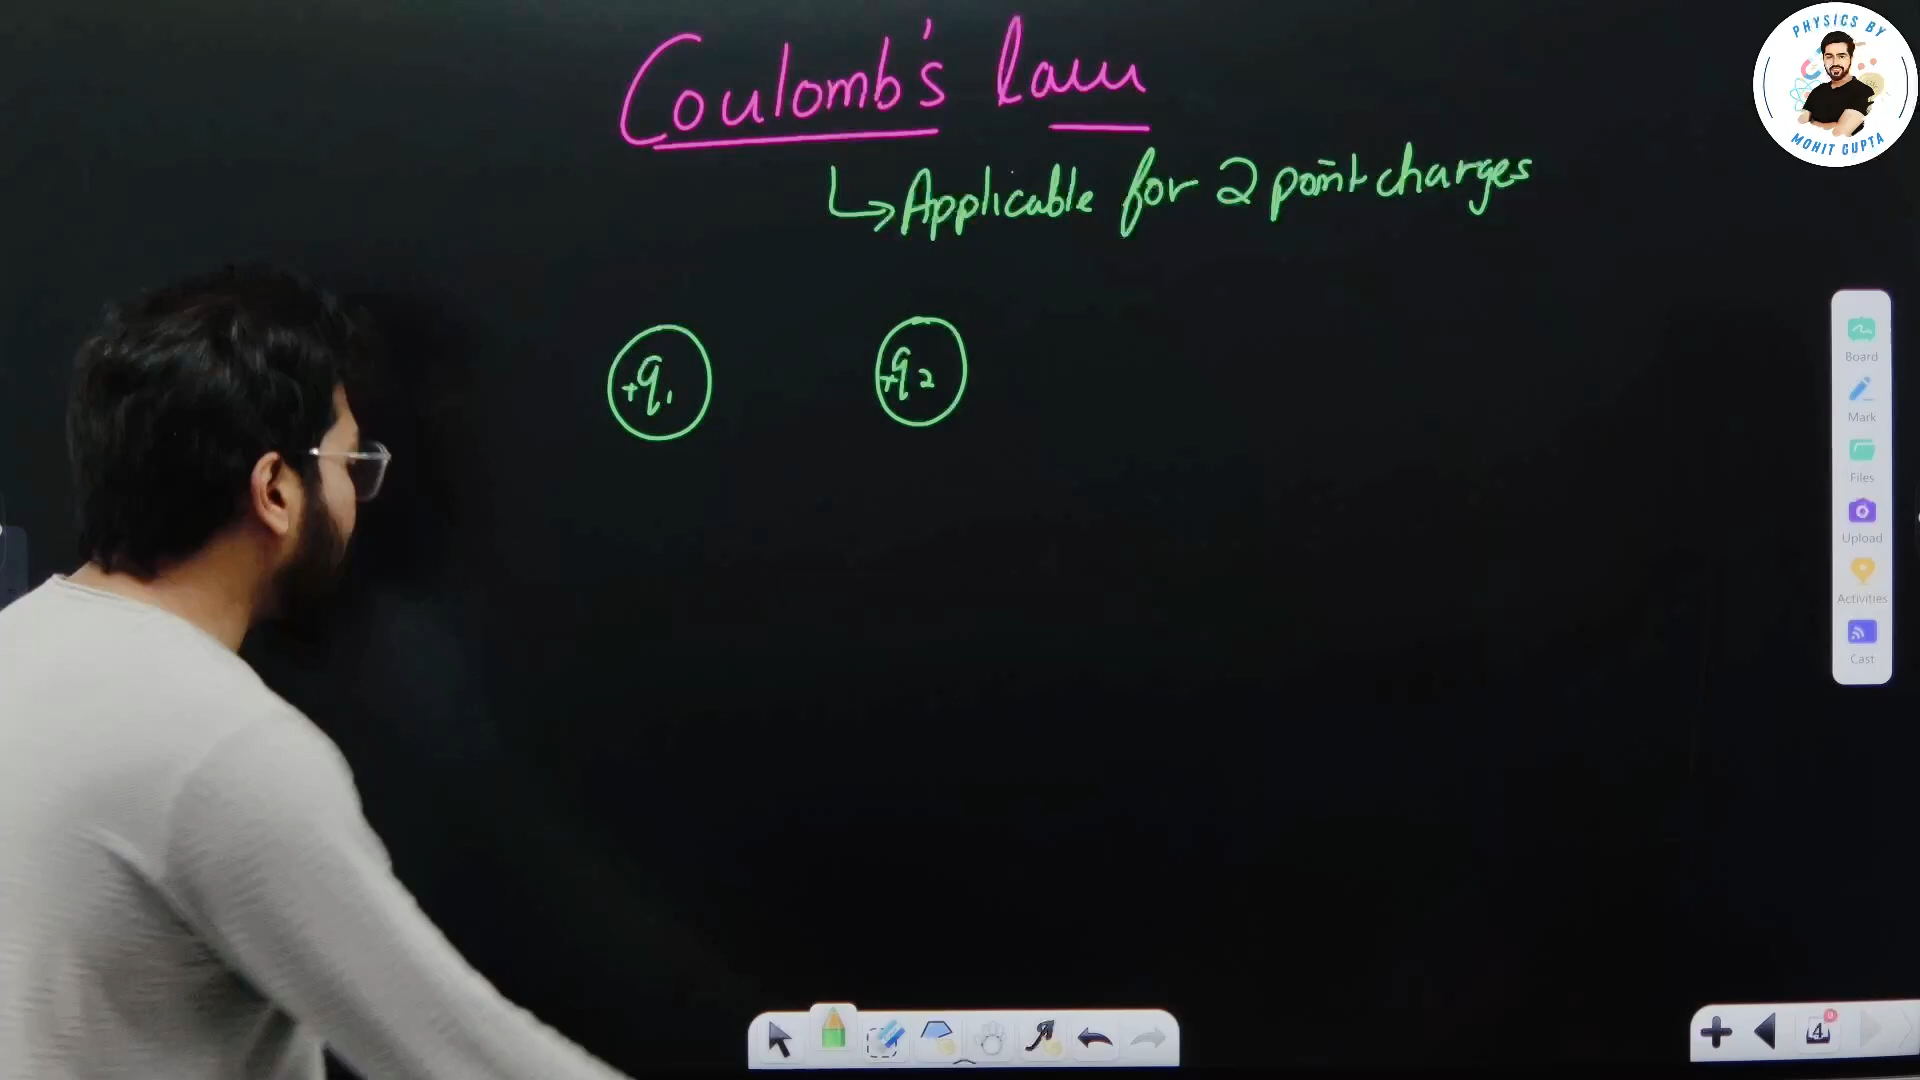 Coulomb's law
Applicable for 2 point charges
+q1
+q2
PHYSICS BY
MOHIT GUPTA
Board
Mark
Files
Upload
Activities
Cast
4